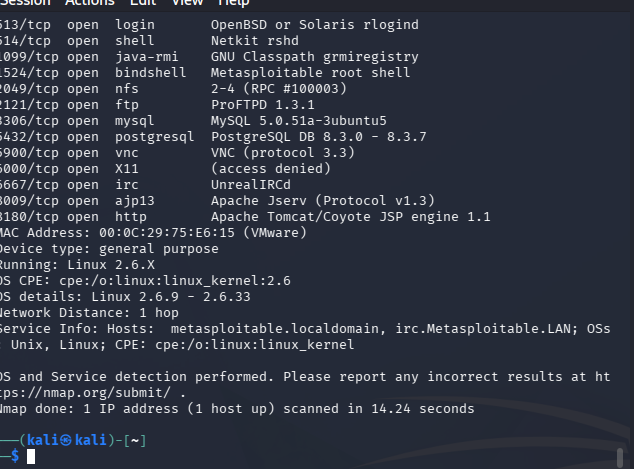 Session Actions Edit View Help
513/tcp open login OpenBSD or Solaris rlogind
514/tcp open shell Netkit rshd
1099/tcp open java-rmi GNU Classpath grmiregistry
1524/tcp open bindshell Metasploitable root shell
2049/tcp open nfs 2-4 (RPC #100003)
2121/tcp open ftp ProFTPD 1.3.1
3306/tcp open mysql MySQL 5.0.51a-3ubuntu5
5432/tcp open postgresql PostgreSQL DB 8.3.0 - 8.3.7
5900/tcp open vnc VNC (protocol 3.3)
6000/tcp open X11 (access denied)
6667/tcp open irc UnrealIRCd
8009/tcp open ajp13 Apache Jserv (Protocol v1.3)
8180/tcp open http Apache Tomcat/Coyote JSP engine 1.1
MAC Address: 00:0C:29:75:E6:15 (VMware)
Device type: general purpose
Running: Linux 2.6.X
OS CPE: cpe:/o:linux:linux_kernel:2.6
OS details: Linux 2.6.9 - 2.6.33
Network Distance: 1 hop
Service Info: Hosts:  metasploitable.localdomain, irc.Metasploitable.LAN; OSs
: Unix, Linux; CPE: cpe:/o:linux:linux_kernel
OS and Service detection performed. Please report any incorrect results at ht
tps://nmap.org/submit/ .
Nmap done: 1 IP address (1 host up) scanned in 14.24 seconds
(kali㉿kali)-[~]
$